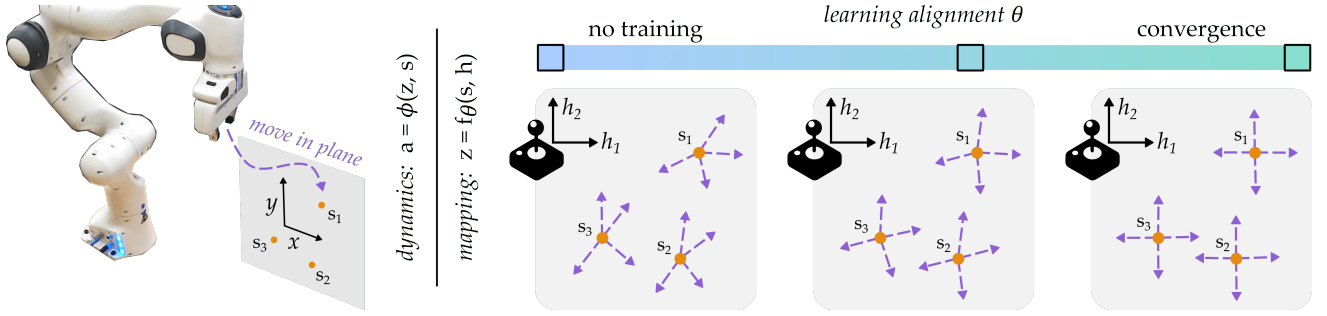 move in plane
y
x
s1
s3
s2
dynamics: a = ϕ(z, s)
mapping: z = fθ(s, h)
learning alignment θ
no training
convergence
h2
h1
s1
s3
s2
h2
h1
s1
s3
s2
h2
h1
s1
s3
s2